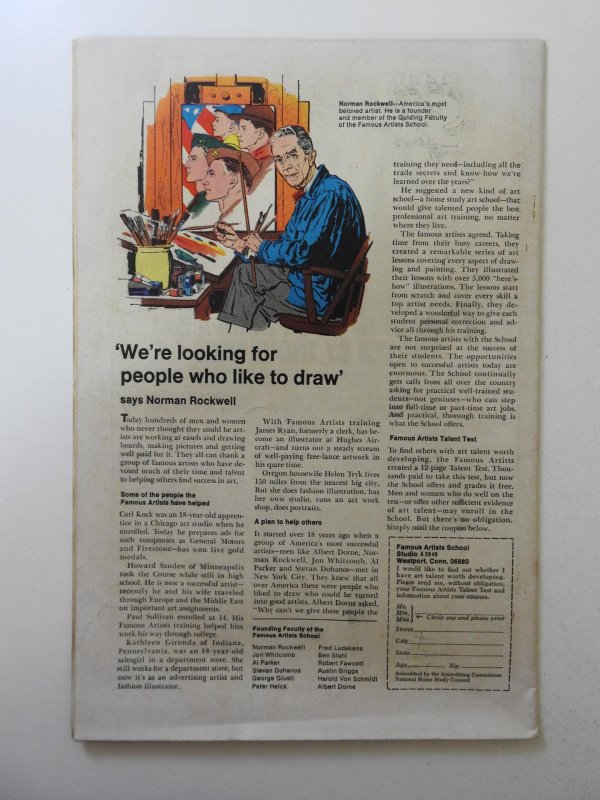 Norman Rockwell—America's most
beloved artist. He is a founder
and member of the Guiding Faculty
of the Famous Artists School.
'We're looking for
people who like to draw'
says Norman Rockwell
Today hundreds of men and women
who never thought they could be art-
ists are working at easels and drawing
boards, making pictures and getting
well paid for it. They all can thank a
group of famous artists who have de-
voted much of their time and talent
to helping others find success in art.
Some of the people the
Famous Artists have helped
Carl Kock was an 18-year-old appren-
tice in a Chicago art studio when he
enrolled. Today he prepares ads for
such companies as General Motors
and Firestone—has won five gold
medals.
Howard Sanden of Minneapolis
took the Course while still in high
school. He is now a successful artist—
recently he and his wife traveled
through Europe and the Middle East
on important art assignments.
Paul Sullivan enrolled at 14. His
Famous Artists training helped him
work his way through college.
Kathleen Gironda of Indiana,
Pennsylvania, was an 18-year-old
salesgirl in a department store. She
still works for a department store, but
now it's as an advertising artist and
fashion illustrator.
With Famous Artists training
James Ryan, formerly a clerk, has be-
come an illustrator at Hughes Air-
craft—and turns out a steady stream
of well-paying free-lance artwork in
his spare time.
Oregon housewife Helen Tryk lives
150 miles from the nearest big city.
But she does fashion illustration, has
her own studio, runs an art work
shop, does portraits.
A plan to help others
It started over 18 years ago when a
group of America's most successful
artists—men like Albert Dorne, Nor-
man Rockwell, Jon Whitcomb, Al
Parker and Stevan Dohanos—met in
New York City. They knew that all
over America there were people who
liked to draw who could be turned
into good artists. Albert Dorne asked,
"Why can't we give these people the
Founding Faculty of the
Famous Artists School
Norman Rockwell
Jon Whitcomb
Al Parker
Stevan Dohanos
George Giusti
Peter Helck
Fred Ludekens
Ben Stahl
Robert Fawcett
Austin Briggs
Harold Von Schmidt
Albert Dorne
training they need—including all the
trade secrets and know-how we've
learned over the years?"
He suggested a new kind of art
school—a home study art school—that
would give talented people the best
professional art training, no matter
where they live.
The famous artists agreed. Taking
time from their busy careers, they
created a remarkable series of art
lessons covering every aspect of draw-
ing and painting. They illustrated
their lessons with over 5,000 "here's-
how" illustrations. The lessons start
from scratch and cover every skill a
top artist needs. Finally, they de-
veloped a wonderful way to give each
student personal correction and ad-
vice all through his training.
The famous artists with the School
are not surprised at the success of
their students. The opportunities
open to successful artists today are
enormous. The School continually
gets calls from all over the country
asking for practical well-trained stu-
dents—not geniuses—who can step
into full-time or part-time art jobs.
And practical, thorough training is
what the School offers.
Famous Artists Talent Test
To find others with art talent worth
developing, the Famous Artists
created a 12-page Talent Test. Thou-
sands paid to take this test, but now
the School offers and grades it free.
Men and women who do well on the
test—or offer other sufficient evidence
of art talent—may enroll in the
School. But there's no obligation.
Simply mail the coupon below.
Famous Artists School
Studio
Westport, Conn. 06880
I would like to find out whether I
have art talent worth developing.
Please send me, without obligation,
your Famous Artists Talent Test and
information about your courses.
Mr.
Mrs.
Miss
Circle one and please print
Street
City
State
Age Zip
Accredited by the Accrediting Commission
National Home Study Council